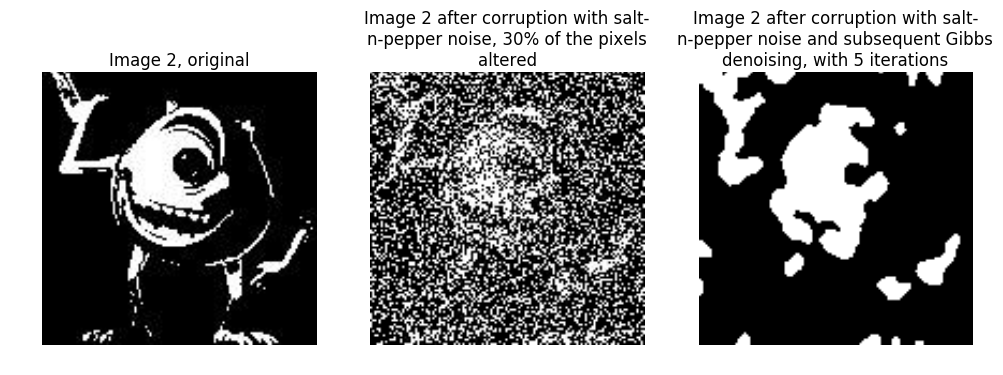 Image 2, original
Image 2 after corruption with salt-
n-pepper noise, 30% of the pixels
altered
Image 2 after corruption with salt-
n-pepper noise and subsequent Gibbs
denoising, with 5 iterations